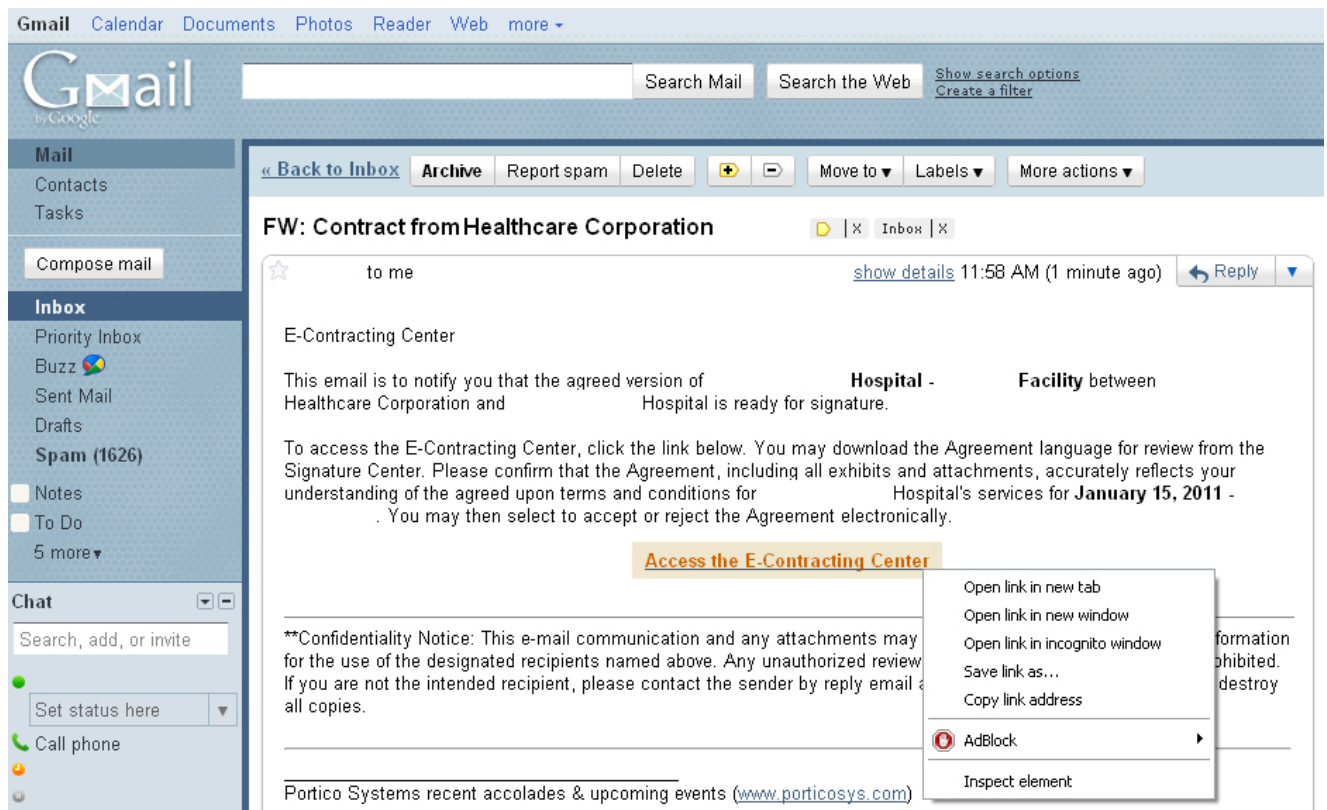 Gmail Calendar Documents Photos Reader Web more
Gmail
by Google
Search Mail
Search the Web
Show search options
Create a filter
Mail
Contacts
Tasks
Compose mail
Inbox
Priority Inbox
Buzz
Sent Mail
Drafts
Spam (1626)
Notes
To Do
5 more
Chat
Search, add, or invite
Set status here
Call phone
« Back to Inbox Archive Report spam Delete Move to Labels More actions
FW: Contract from Healthcare Corporation X Inbox X
to me show details 11:58 AM (1 minute ago) Reply
E-Contracting Center
This email is to notify you that the agreed version of Hospital - Facility between
Healthcare Corporation and Hospital is ready for signature.
To access the E-Contracting Center, click the link below. You may download the Agreement language for review from the
Signature Center. Please confirm that the Agreement, including all exhibits and attachments, accurately reflects your
understanding of the agreed upon terms and conditions for Hospital's services for January 15, 2011 -
. You may then select to accept or reject the Agreement electronically.
Access the E-Contracting Center
Open link in new tab
Open link in new window
Open link in incognito window
Save link as...
Copy link address
AdBlock
Inspect element
**Confidentiality Notice: This e-mail communication and any attachments may formation
for the use of the designated recipients named above. Any unauthorized review ohibited.
If you are not the intended recipient, please contact the sender by reply email destroy
all copies.
Portico Systems recent accolades & upcoming events (www.porticosys.com)